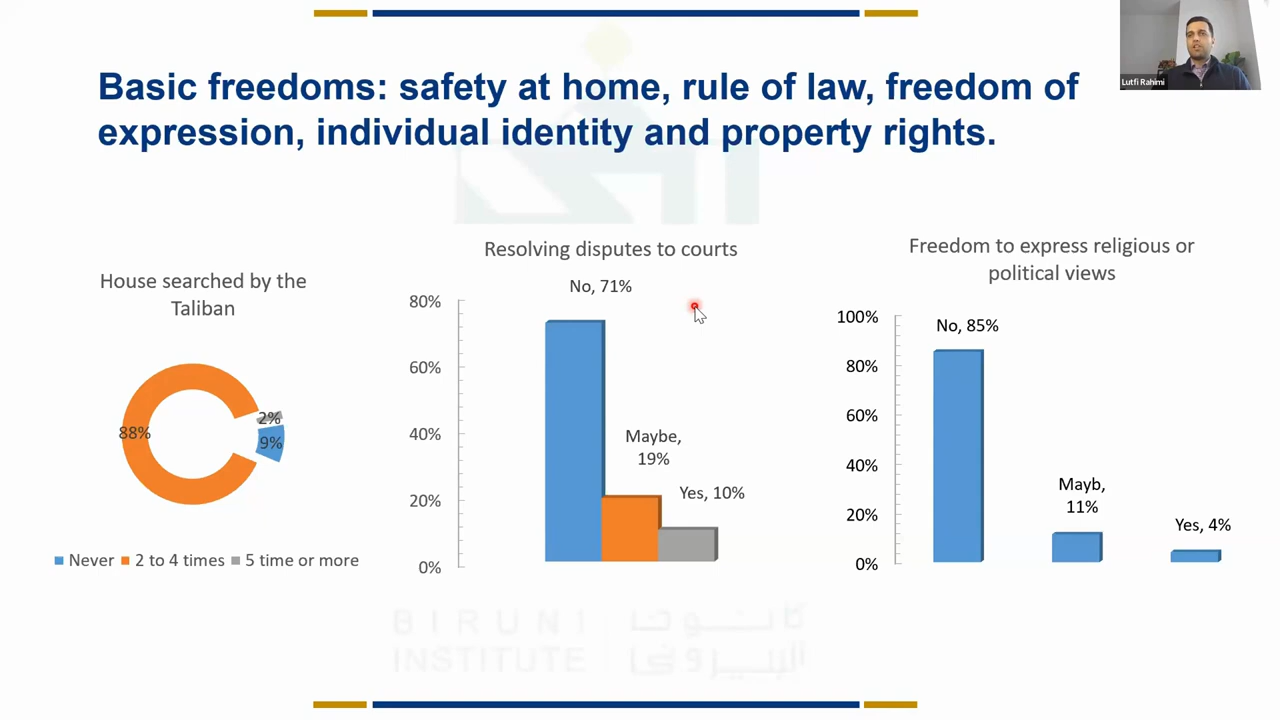 Lutfi Rahimi
Basic freedoms: safety at home, rule of law, freedom of
expression, individual identity and property rights.
House searched by the
Taliban
88%
2%
9%
Never
2 to 4 times
5 time or more
Resolving disputes to courts
80%
60%
40%
20%
0%
No, 71%
Maybe,
19%
Yes, 10%
Freedom to express religious or
political views
100%
80%
60%
40%
20%
0%
No, 85%
Mayb,
11%
Yes, 4%
BIRUNI
INSTITUTE